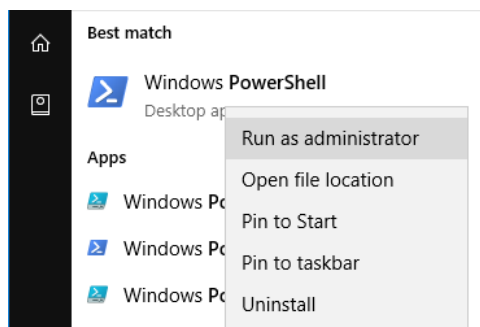 Best match
Windows PowerShell
Desktop ap
Run as administrator
Apps
Open file location
Windows Po
Pin to Start
Windows Po
Pin to taskbar
Windows Po
Uninstall